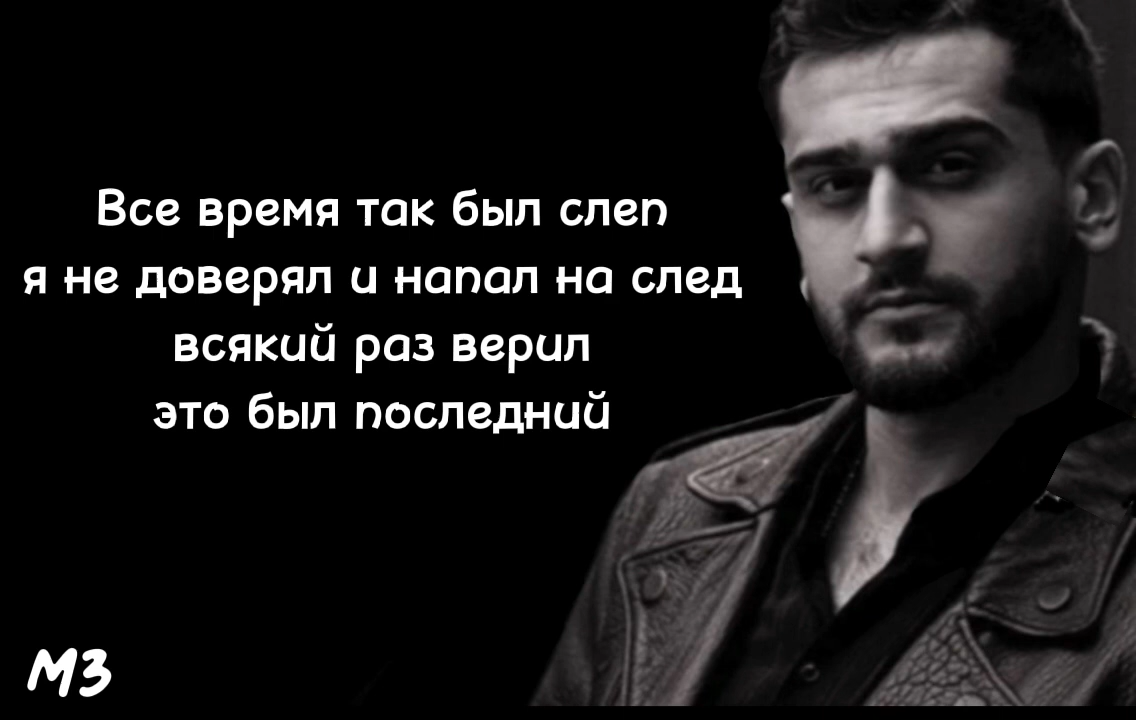 Все время так был слеп
я не доверял и напал на след
всякий раз верил
это был последний
МЗ